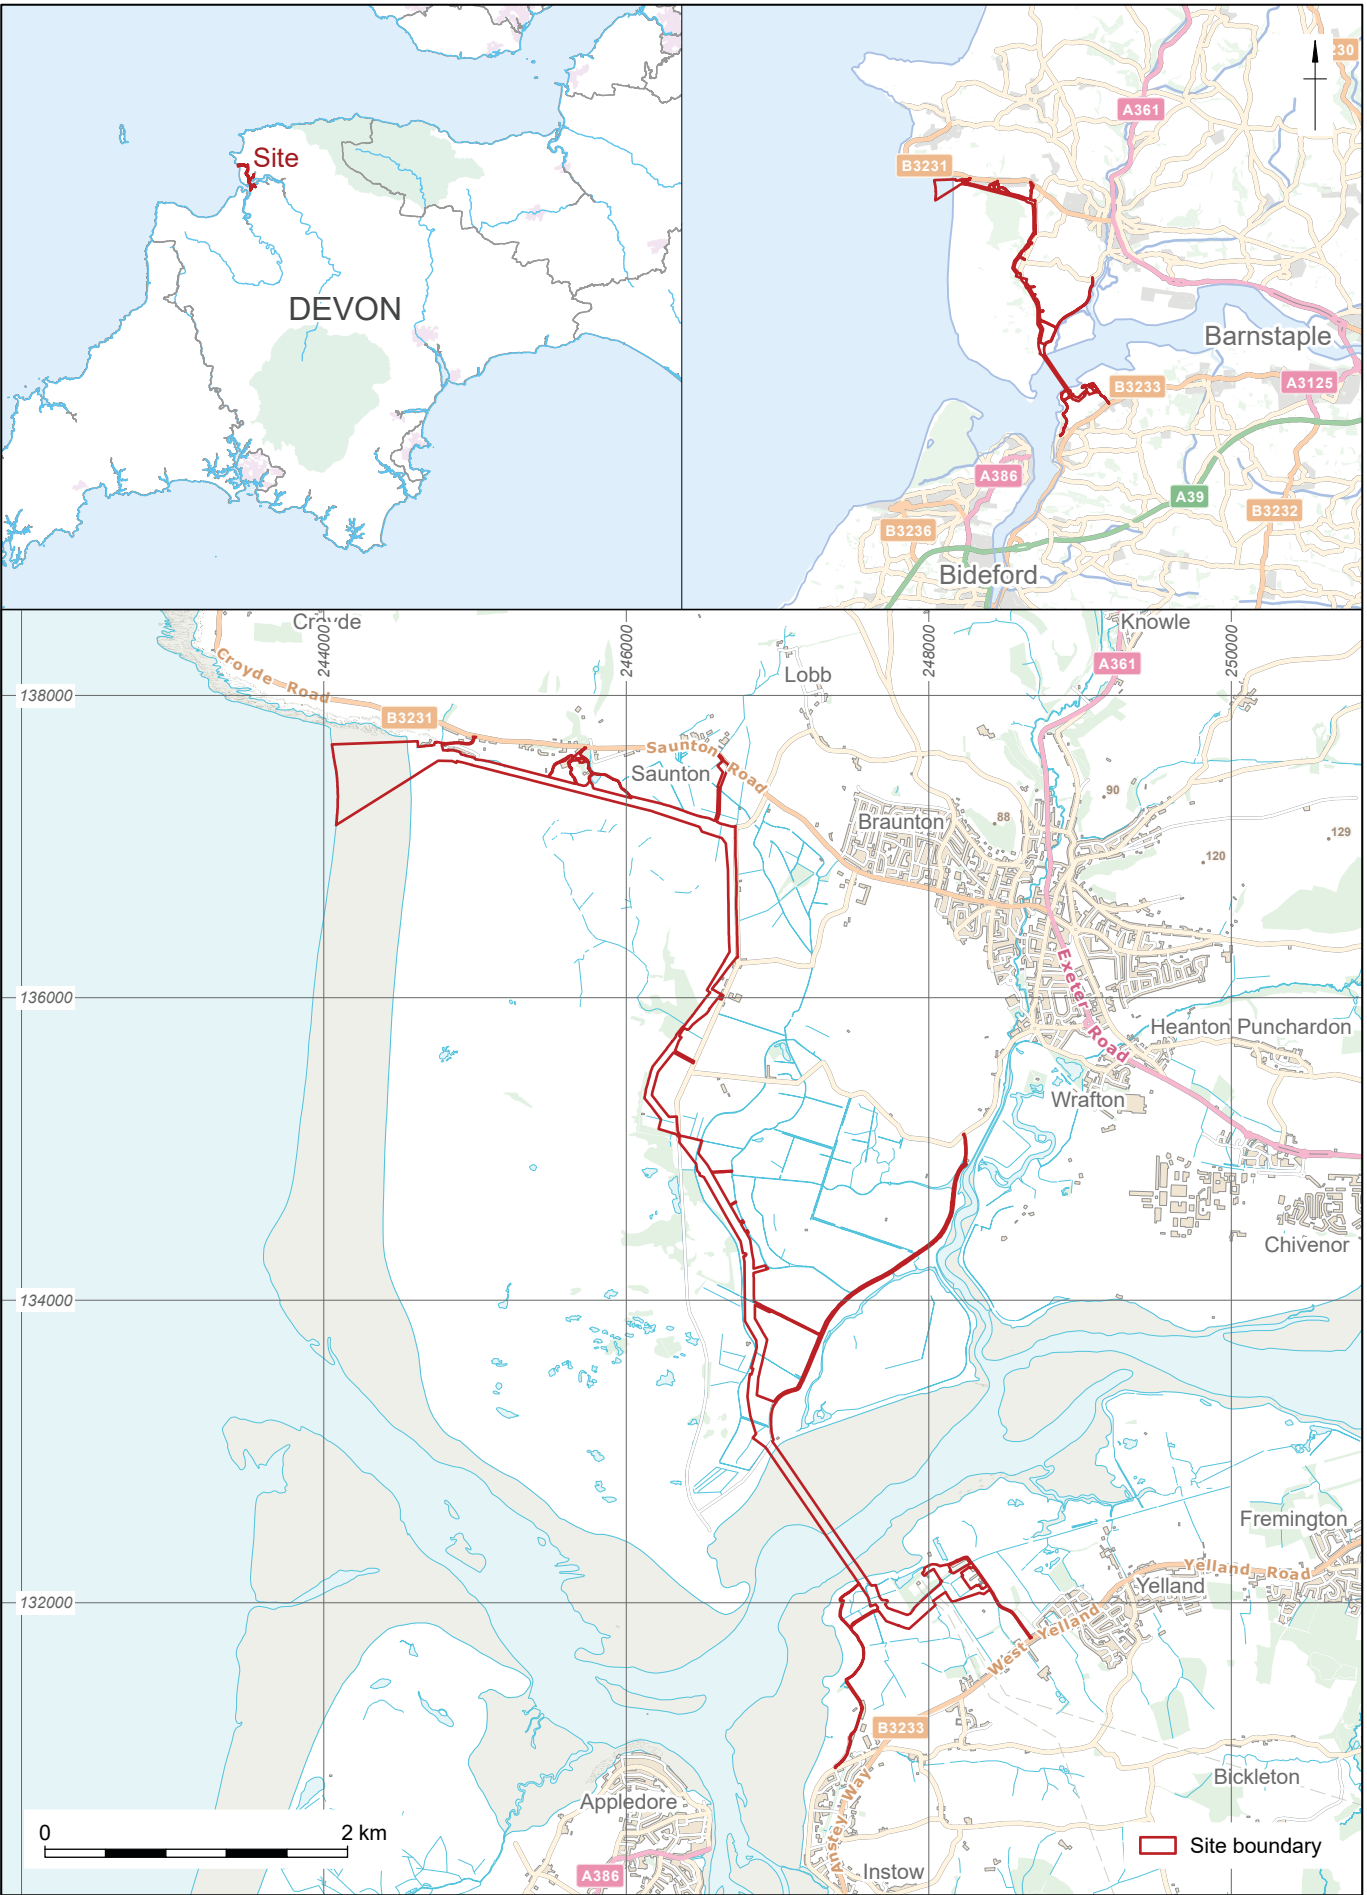 Site
DEVON
230
A361
B3231
Barnstaple
B3233
A3125
A386
A39
B3236
B3232
Bideford
Croyde
244000
246000
248000
Knowle
250000
Croyde Road
A361
Lobb
138000
B3231
Saunton Road
Saunton
90
88
Braunton
129
120
136000
Exeter Road
Heanton Punchardon
Wrafton
Chivenor
134000
Fremington
Yelland Road
Yelland
132000
West Yelland
B3233
Bickleton
Appledore
Anstey Way
0
2 km
Site boundary
Instow
A386